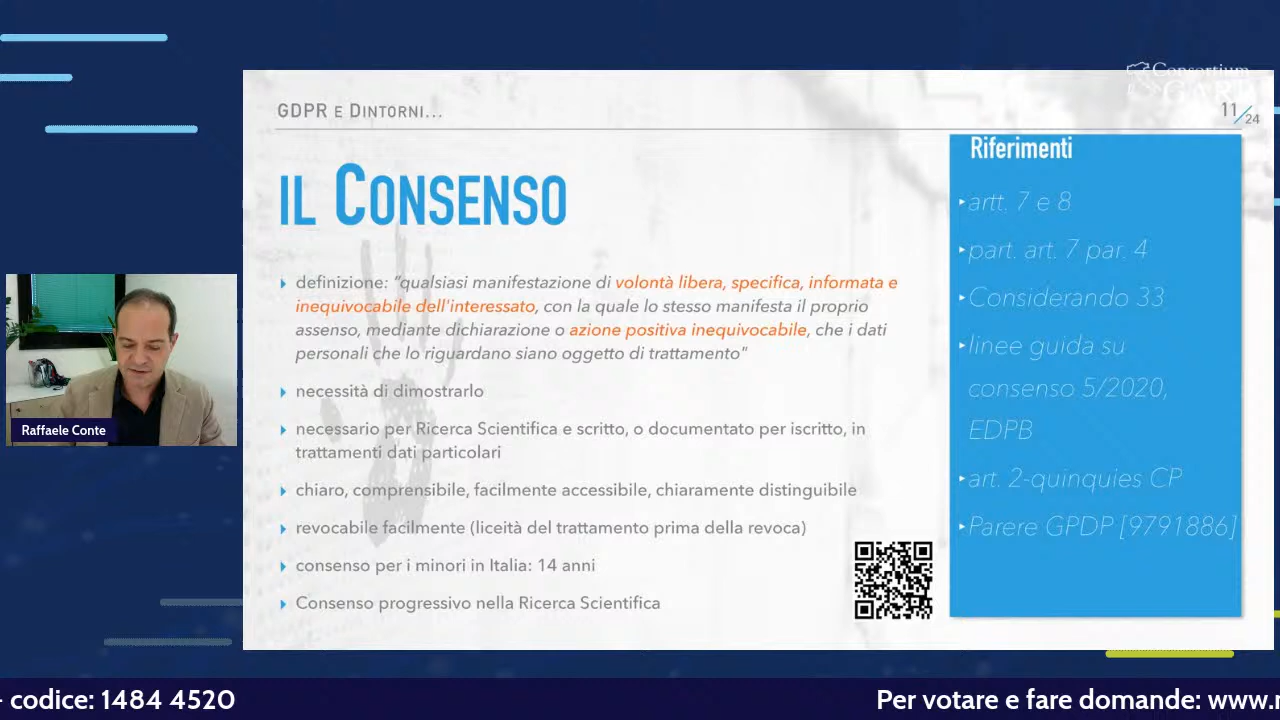 Consortium
GARR
GDPR e Dintorni...
11/24
il Consenso
definizione: "qualsiasi manifestazione di volontà libera, specifica, informata e
inequivocabile dell'interessato, con la quale lo stesso manifesta il proprio
assenso, mediante dichiarazione o azione positiva inequivocabile, che i dati
personali che lo riguardano siano oggetto di trattamento"
necessità di dimostrarlo
necessario per Ricerca Scientifica e scritto, o documentato per iscritto, in
trattamenti dati particolari
chiaro, comprensibile, facilmente accessibile, chiaramente distinguibile
revocabile facilmente (liceità del trattamento prima della revoca)
consenso per i minori in Italia: 14 anni
Consenso progressivo nella Ricerca Scientifica
Riferimenti
artt. 7 e 8
part. art. 7 par. 4
Considerando 33
linee guida su
consenso 5/2020,
EDPB
art. 2-quinquies CP
Parere GPDP [9791886]
Raffaele Conte
- codice: 1484 4520
Per votare e fare domande: www.